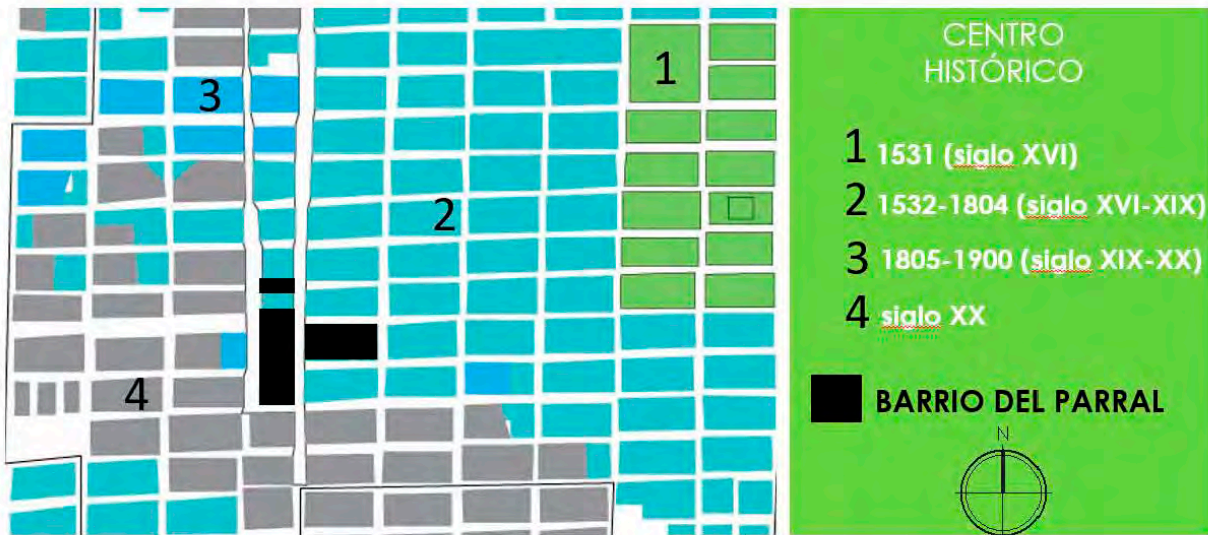 1
3
2
4
CENTRO
HISTÓRICO
1 1531 (siglo XVI)
2 1532-1804 (siglo XVI-XIX)
3 1805-1900 (siglo XIX-XX)
4 siglo XX
BARRIO DEL PARRAL
N